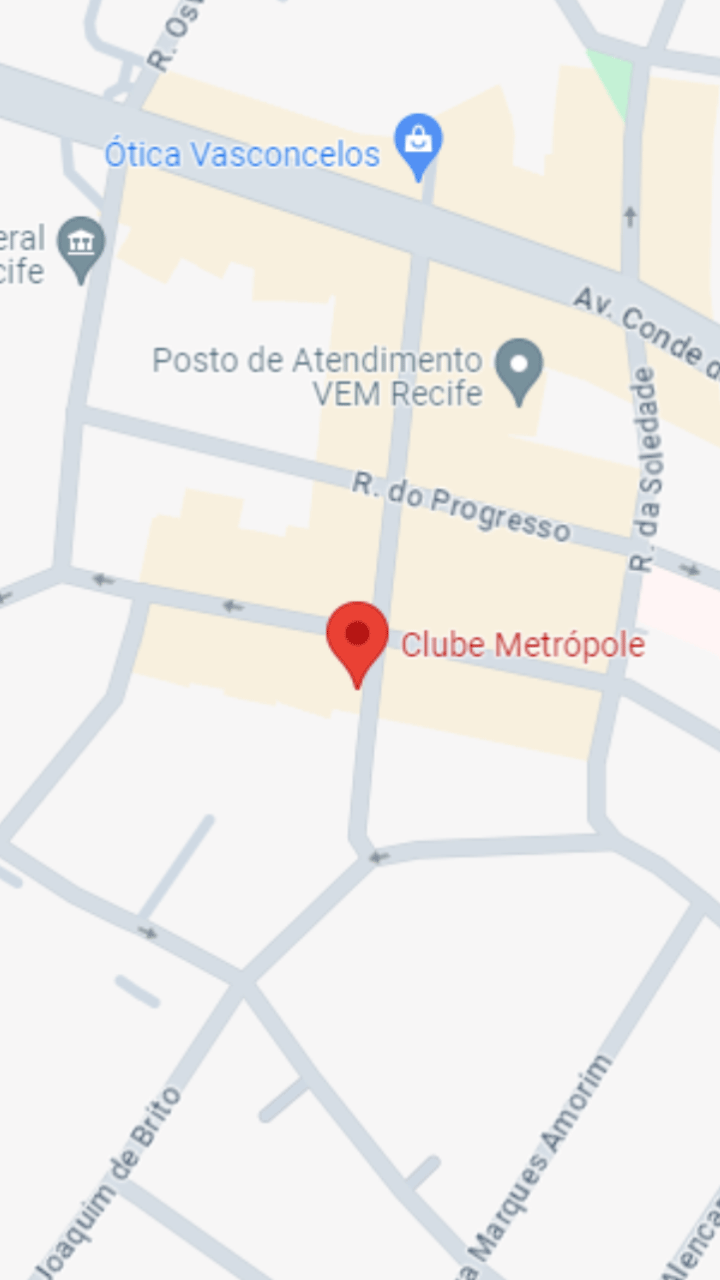 R. Osw
Ótica Vasconcelos
eral
cife
Av. Conde d
Posto de Atendimento
VEM Recife
R. da Soledade
R. do Progresso
Clube Metrópole
Joaquim de Brito
a Marques Amorim
Alencar